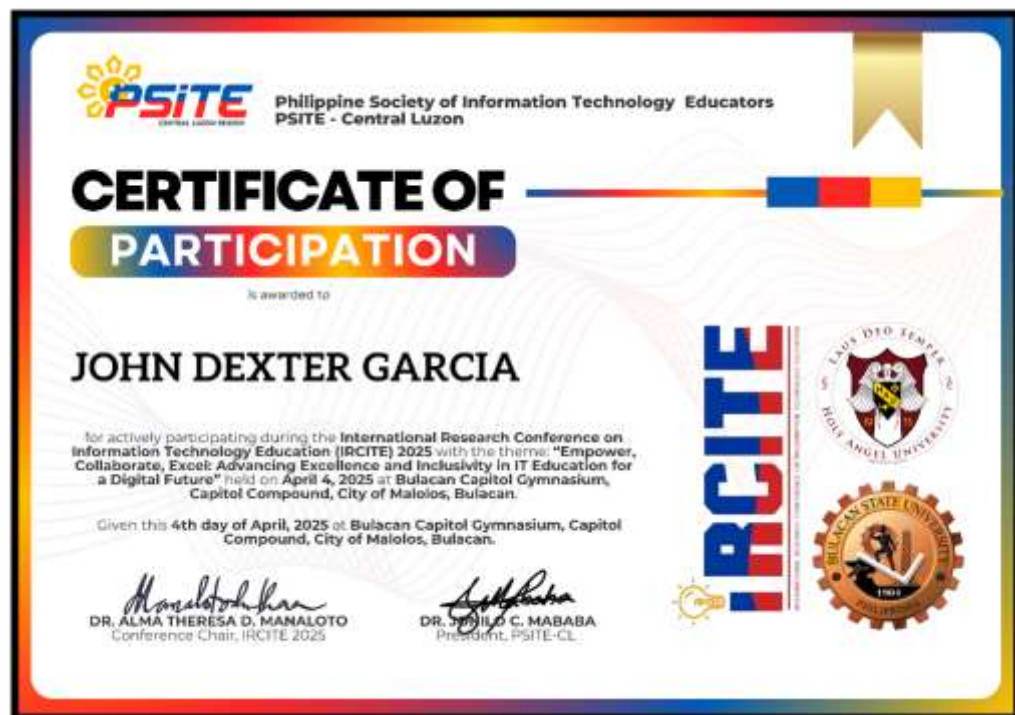 PSiTE
CENTRAL LUZON REGION
Philippine Society of Information Technology Educators
PSITE - Central Luzon
CERTIFICATE OF
PARTICIPATION
is awarded to
JOHN DEXTER GARCIA
for actively participating during the International Research Conference on
Information Technology Education (IRCITE) 2025 with the theme: “Empower,
Collaborate, Excel: Advancing Excellence and Inclusivity in IT Education for
a Digital Future” held on April 4, 2025 at Bulacan Capitol Gymnasium,
Capitol Compound, City of Malolos, Bulacan.
Given this 4th day of April, 2025 at Bulacan Capitol Gymnasium, Capitol
Compound, City of Malolos, Bulacan.
DR. ALMA THERESA D. MANALOTO
Conference Chair, IRCITE 2025
DR. JONILO C. MABABA
President, PSITE-CL
IRCITE
LAUS DEO SEMPER
HOLY ANGEL UNIVERSITY
BULACAN STATE UNIVERSITY
1904
PHILIPPINES